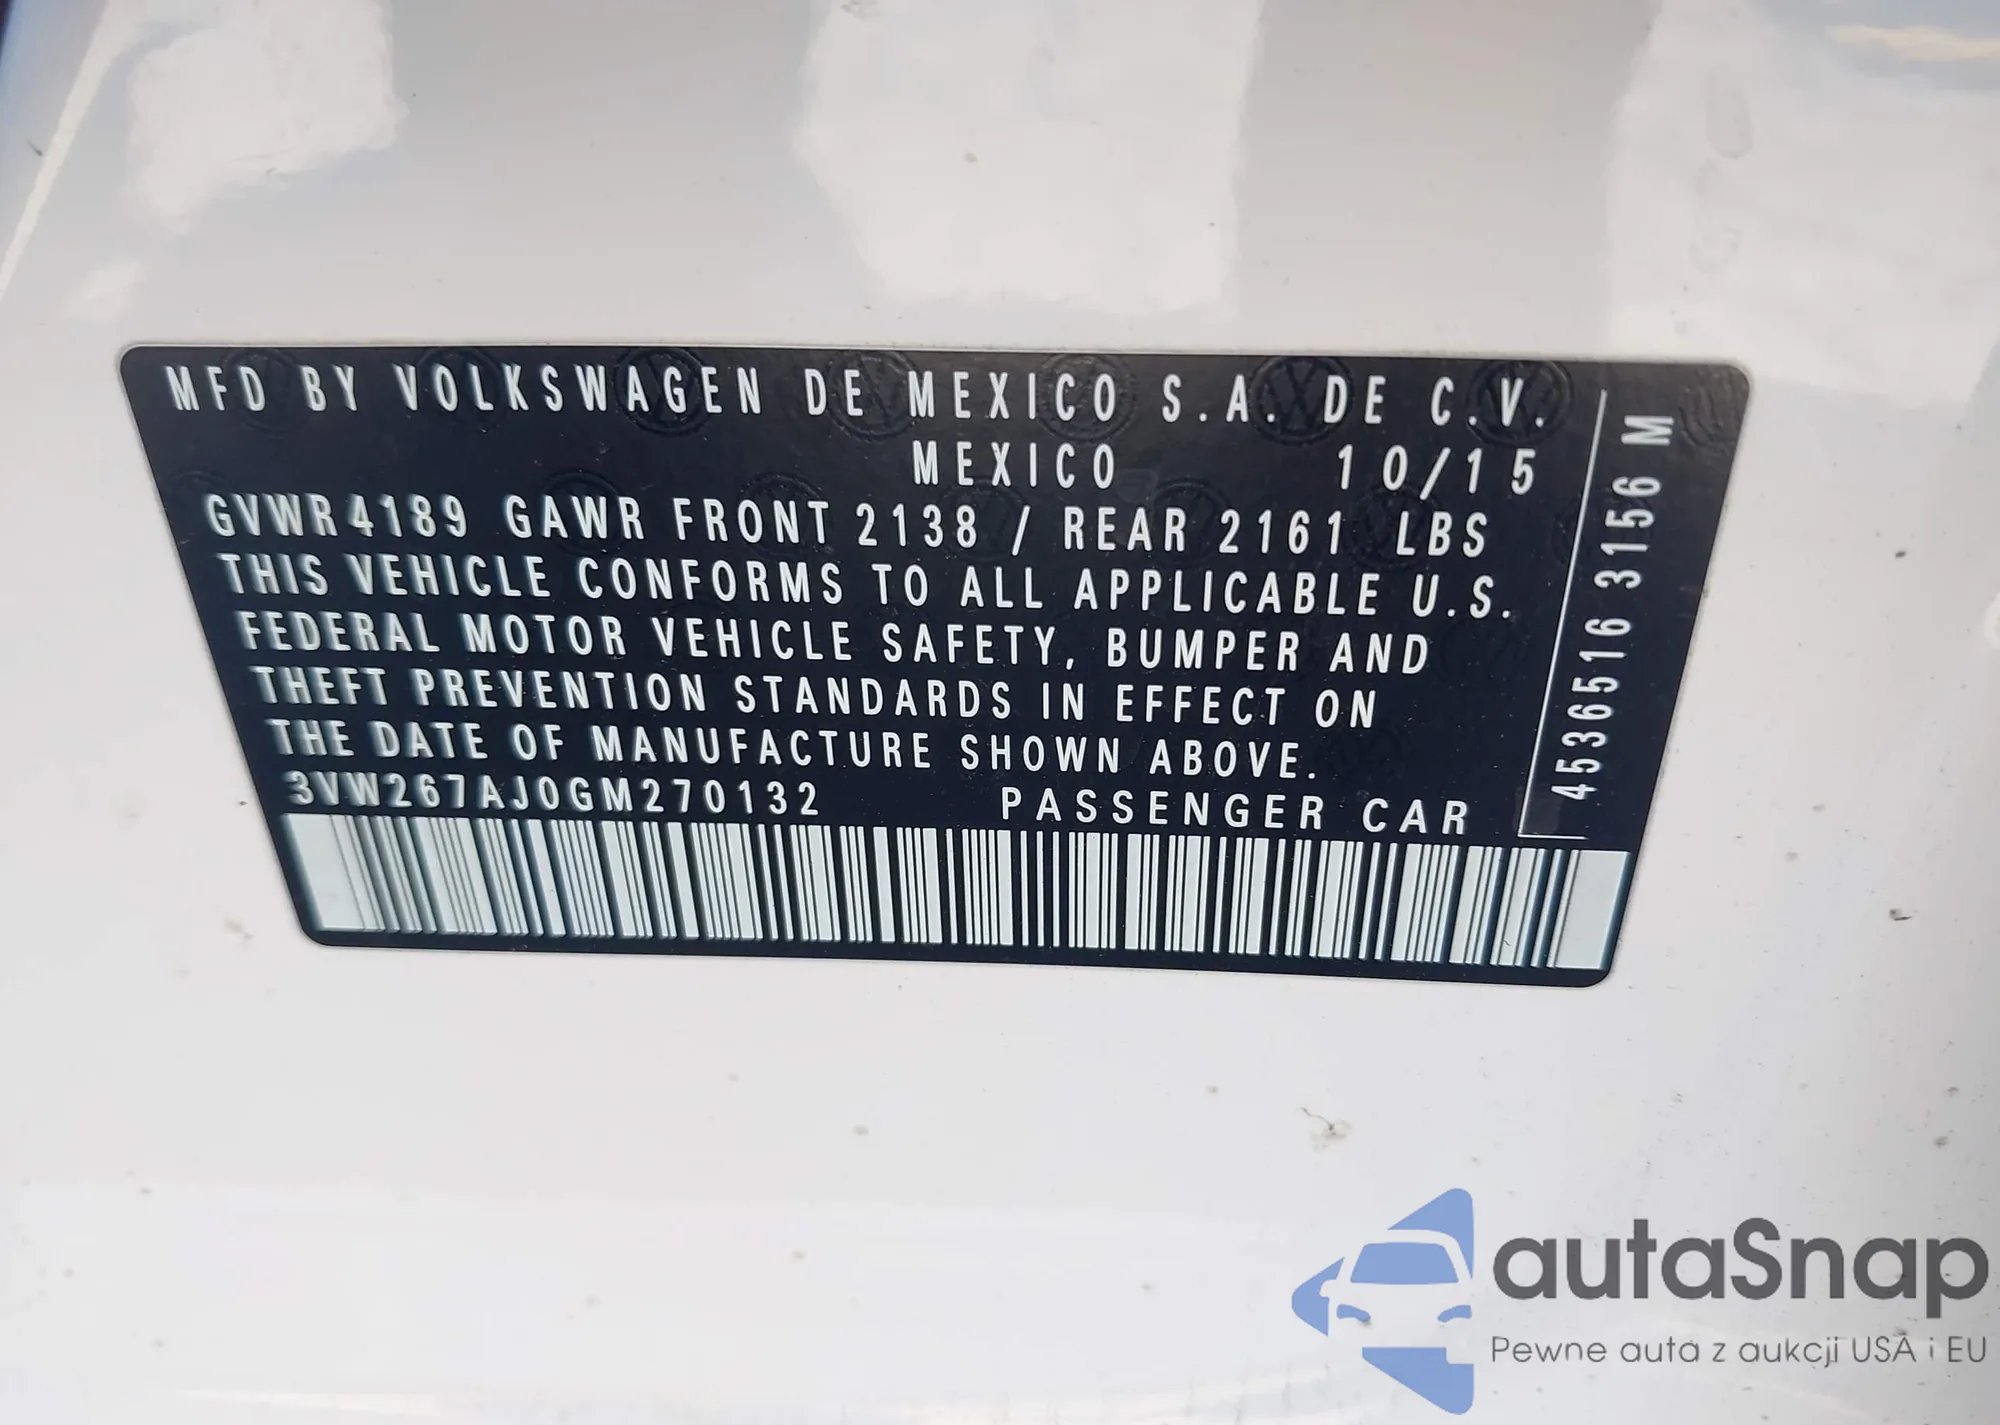 MFD BY VOLKSWAGEN DE MEXICO S.A. DE C.V.
MEXICO 10/15
GVWR 4189 GAWR FRONT 2138 / REAR 2161 LBS
THIS VEHICLE CONFORMS TO ALL APPLICABLE U.S.
FEDERAL MOTOR VEHICLE SAFETY, BUMPER AND
THEFT PREVENTION STANDARDS IN EFFECT ON
THE DATE OF MANUFACTURE SHOWN ABOVE.
3VW267AJ0GM270132 PASSENGER CAR
4536516 3156 M
autaSnap
Pewne auta z aukcji USA i EU